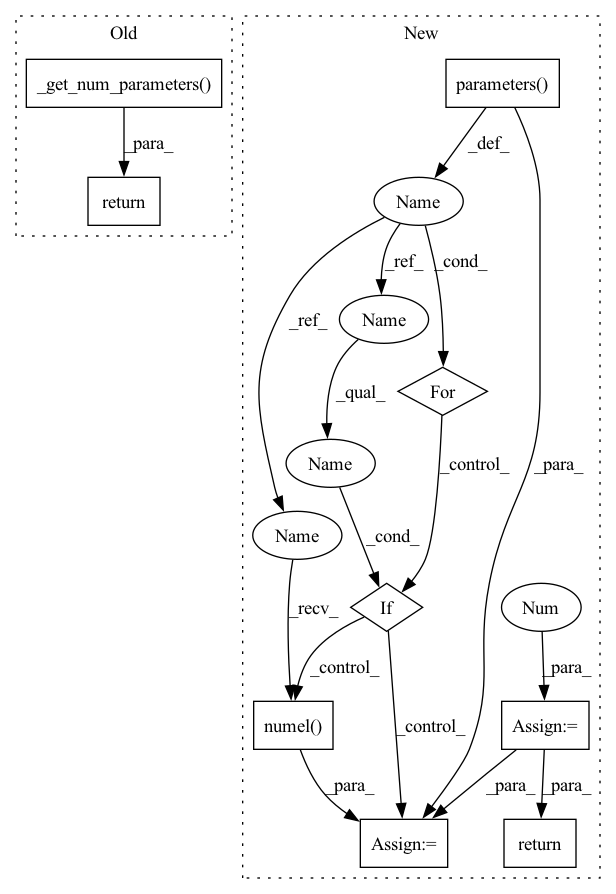 Old
New
_get_num_parameters()
parameters()
_para_
_def_
return
Name
_ref_
_cond_
_ref_
Name
_qual_
For
Name
_control_
_para_
Name
_cond_
_recv_
If
Num
_control_
_para_
numel()
_control_
Assign:=
_para_
_para_
_para_
Assign:=
return